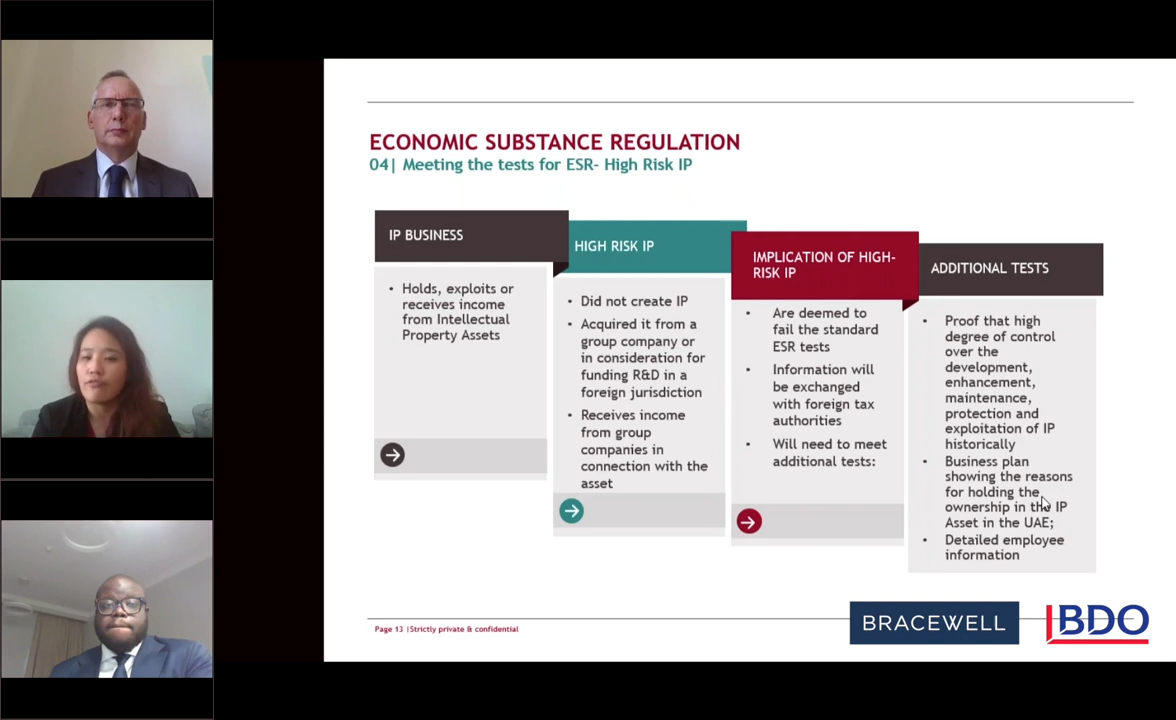 ECONOMIC SUBSTANCE REGULATION
04| Meeting the tests for ESR- High Risk IP
IP BUSINESS
• Holds, exploits or
receives income
from Intellectual
Property Assets
HIGH RISK IP
• Did not create IP
• Acquired it from a
group company or
in consideration for
funding R&D in a
foreign jurisdiction
• Receives income
from group
companies in
connection with the
asset
IMPLICATION OF HIGH-
RISK IP
• Are deemed to
fail the standard
ESR tests
• Information will
be exchanged
with foreign tax
authorities
• Will need to meet
additional tests:
ADDITIONAL TESTS
• Proof that high
degree of control
over the
development,
enhancement,
maintenance,
protection and
exploitation of IP
historically
• Business plan
showing the reasons
for holding the
ownership in the IP
Asset in the UAE;
• Detailed employee
information
Page 13 |Strictly private & confidential
BRACEWELL
BDO